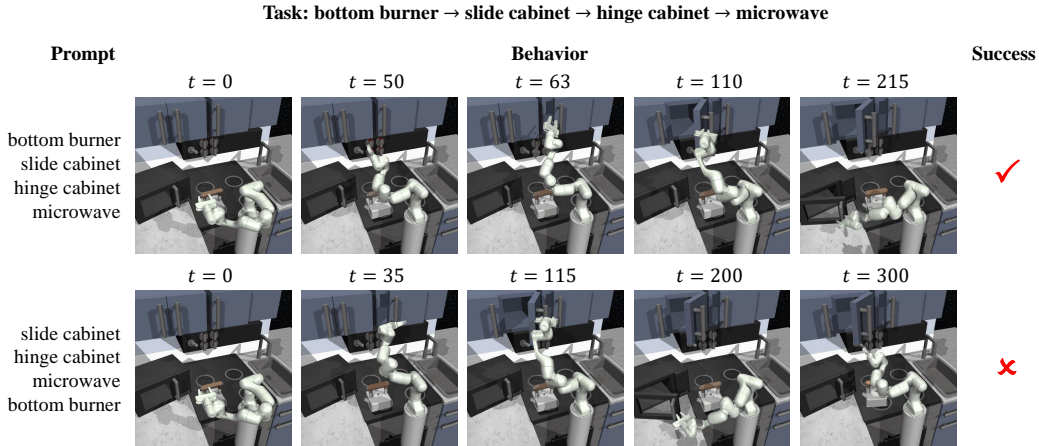 Task: bottom burner → slide cabinet → hinge cabinet → microwave
Prompt Behavior Success
t = 0 t = 50 t = 63 t = 110 t = 215
bottom burner
slide cabinet
hinge cabinet
microwave
✓
t = 0 t = 35 t = 115 t = 200 t = 300
slide cabinet
hinge cabinet
microwave
bottom burner
✘